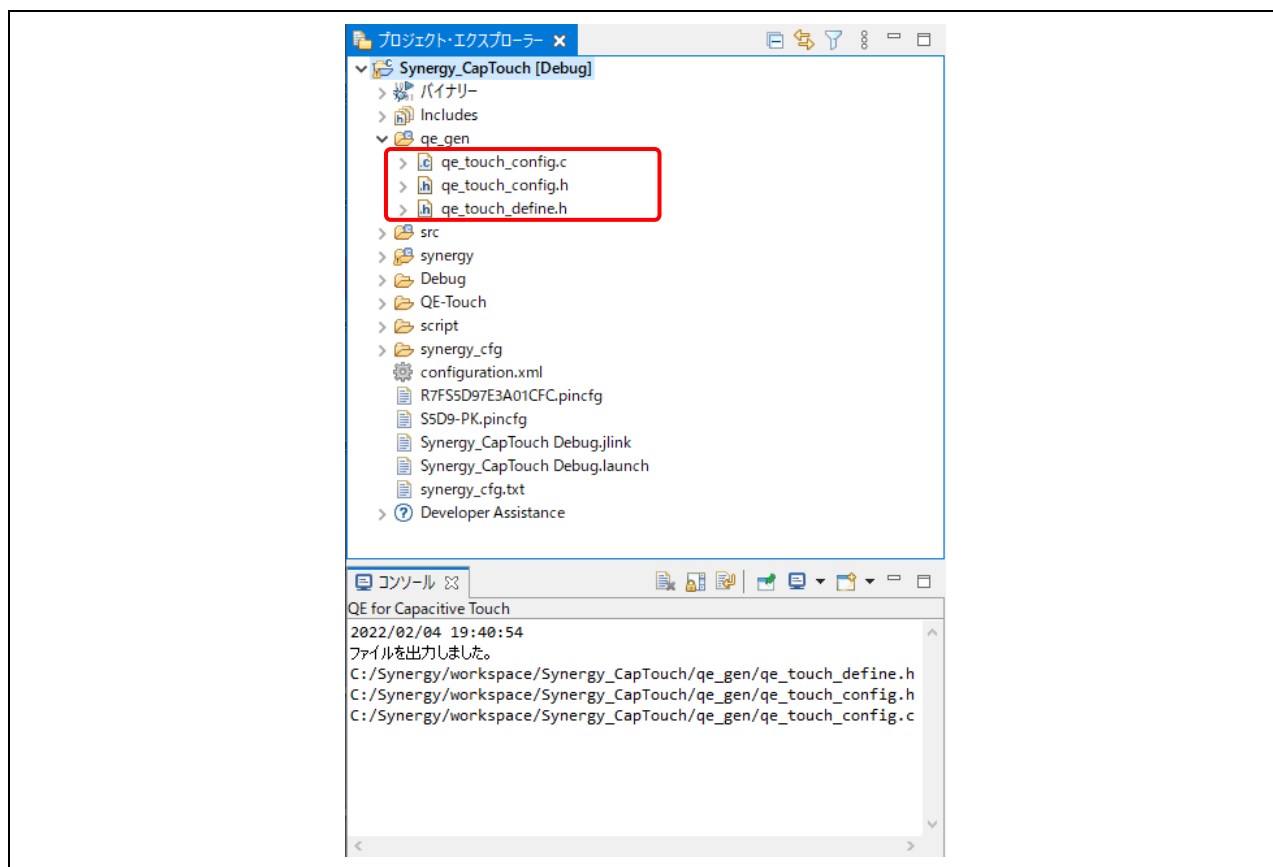 プロジェクト・エクスプローラー
Synergy_CapTouch [Debug]
バイナリー
Includes
qe_gen
qe_touch_config.c
qe_touch_config.h
qe_touch_define.h
src
synergy
Debug
QE-Touch
script
synergy_cfg
configuration.xml
R7FS5D97E3A01CFC.pincfg
S5D9-PK.pincfg
Synergy_CapTouch Debug.jlink
Synergy_CapTouch Debug.launch
synergy_cfg.txt
Developer Assistance
コンソール
QE for Capacitive Touch
2022/02/04 19:40:54
ファイルを出力しました。
C:/Synergy/workspace/Synergy_CapTouch/qe_gen/qe_touch_define.h
C:/Synergy/workspace/Synergy_CapTouch/qe_gen/qe_touch_config.h
C:/Synergy/workspace/Synergy_CapTouch/qe_gen/qe_touch_config.c